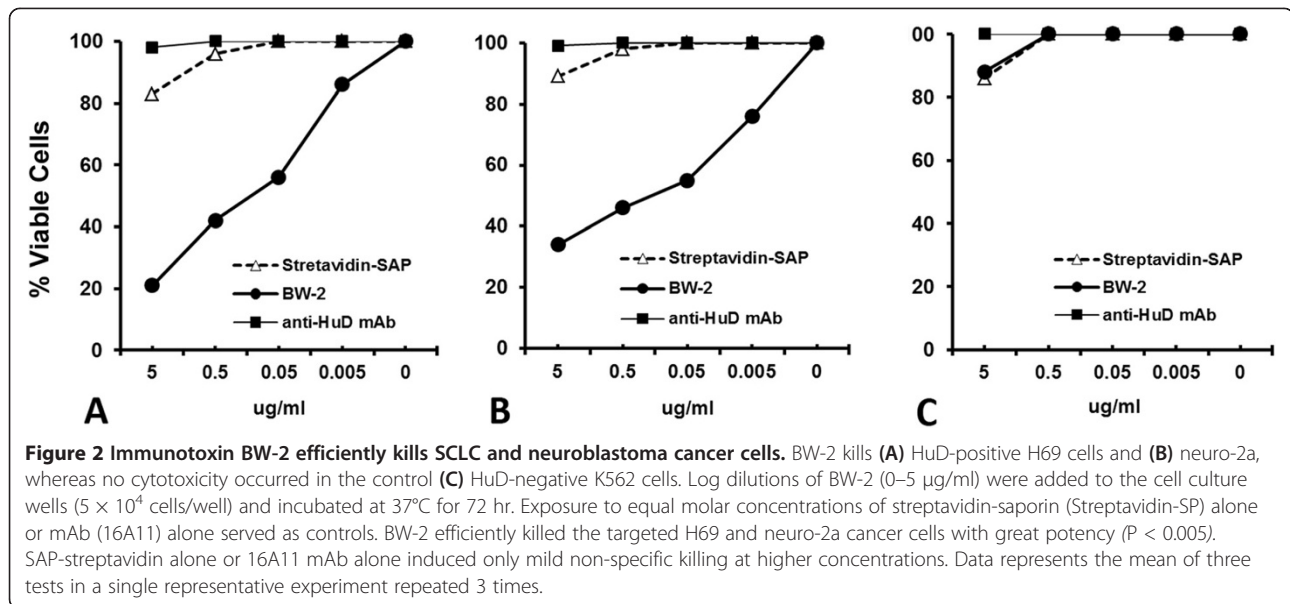 % Viable Cells
100
80
60
40
20
0
Stretavidin-SAP
BW-2
anti-HuD mAb
5 0.5 0.05 0.005 0
ug/ml
A
100
80
60
40
20
0
Streptavidin-SAP
BW-2
anti-HuD mAb
5 0.5 0.05 0.005 0
ug/ml
B
00
80
60
40
20
0
Streptavidin-SAP
BW-2
anti-HuD mAb
5 0.5 0.05 0.005 0
ug/ml
C
Figure 2 Immunotoxin BW-2 efficiently kills SCLC and neuroblastoma cancer cells. BW-2 kills (A) HuD-positive H69 cells and (B) neuro-2a,
whereas no cytotoxicity occurred in the control (C) HuD-negative K562 cells. Log dilutions of BW-2 (0–5 μg/ml) were added to the cell culture
wells (5 × 10⁴ cells/well) and incubated at 37°C for 72 hr. Exposure to equal molar concentrations of streptavidin-saporin (Streptavidin-SP) alone
or mAb (16A11) alone served as controls. BW-2 efficiently killed the targeted H69 and neuro-2a cancer cells with great potency (P < 0.005).
SAP-streptavidin alone or 16A11 mAb alone induced only mild non-specific killing at higher concentrations. Data represents the mean of three
tests in a single representative experiment repeated 3 times.